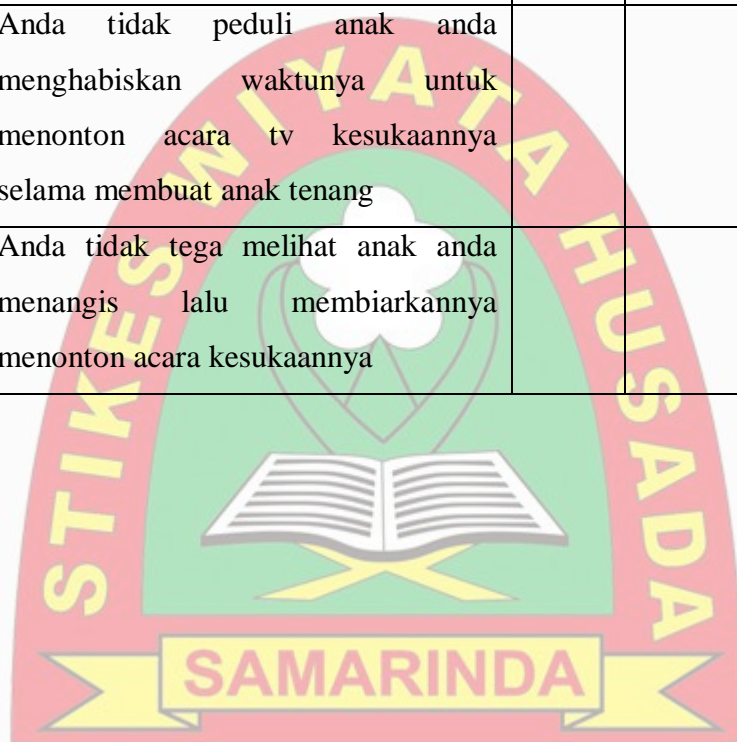 Anda tidak peduli anak anda
menghabiskan waktunya untuk
menonton acara tv kesukaannya
selama membuat anak tenang
Anda tidak tega melihat anak anda
menangis lalu membiarkannya
menonton acara kesukaannya
STIKES WIYATA HUSADA
SAMARINDA